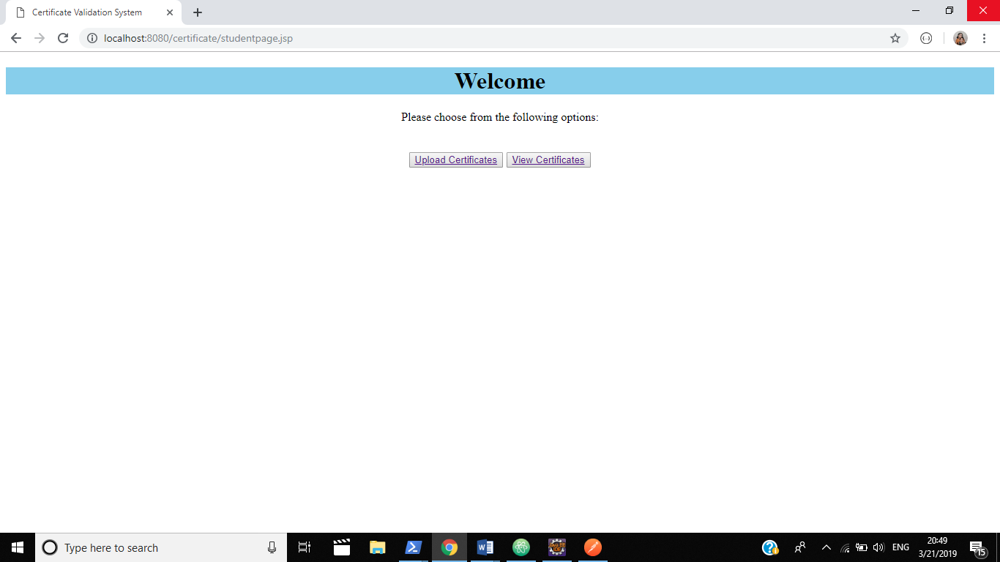 Certificate Validation System
localhost:8080/certificate/studentpage.jsp
Welcome
Please choose from the following options:
Upload Certificates View Certificates
Type here to search
ENG
20:49
3/21/2019
15